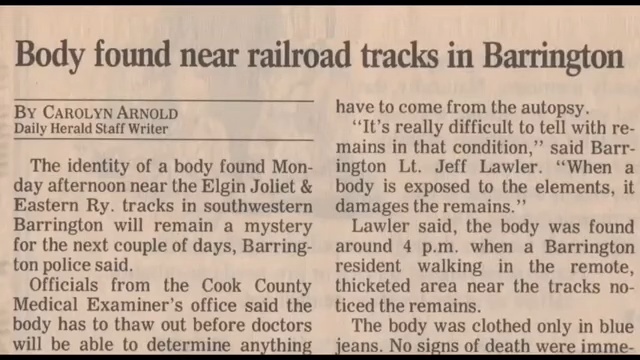 Body found near railroad tracks in Barrington
BY CAROLYN ARNOLD
Daily Herald Staff Writer
The identity of a body found Mon-
day afternoon near the Elgin Joliet &
Eastern Ry. tracks in southwestern
Barrington will remain a mystery
for the next couple of days, Barring-
ton police said.
Officials from the Cook County
Medical Examiner's office said the
body has to thaw out before doctors
will be able to determine anything
have to come from the autopsy.
"It's really difficult to tell with re-
mains in that condition," said Barr-
ington Lt. Jeff Lawler. "When a
body is exposed to the elements, it
damages the remains."
Lawler said, the body was found
around 4 p.m. when a Barrington
resident walking in the remote,
thicketed area near the tracks no-
ticed the remains.
The body was clothed only in blue
jeans. No signs of death were imme-